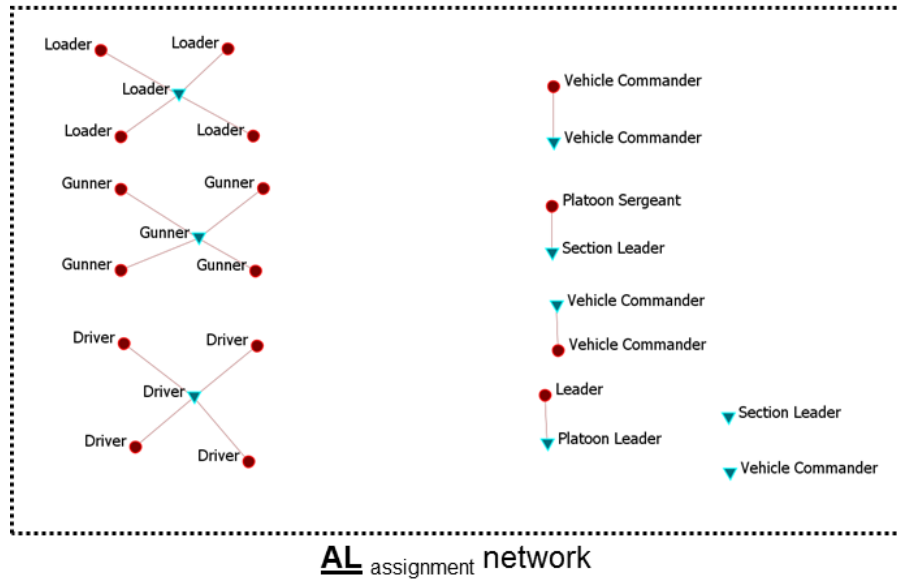 Loader
Loader
Loader
Loader
Loader
Gunner
Gunner
Gunner
Gunner
Gunner
Driver
Driver
Driver
Driver
Driver
Vehicle Commander
Vehicle Commander
Platoon Sergeant
Section Leader
Vehicle Commander
Vehicle Commander
Leader
Platoon Leader
Section Leader
Vehicle Commander
AL assignment network